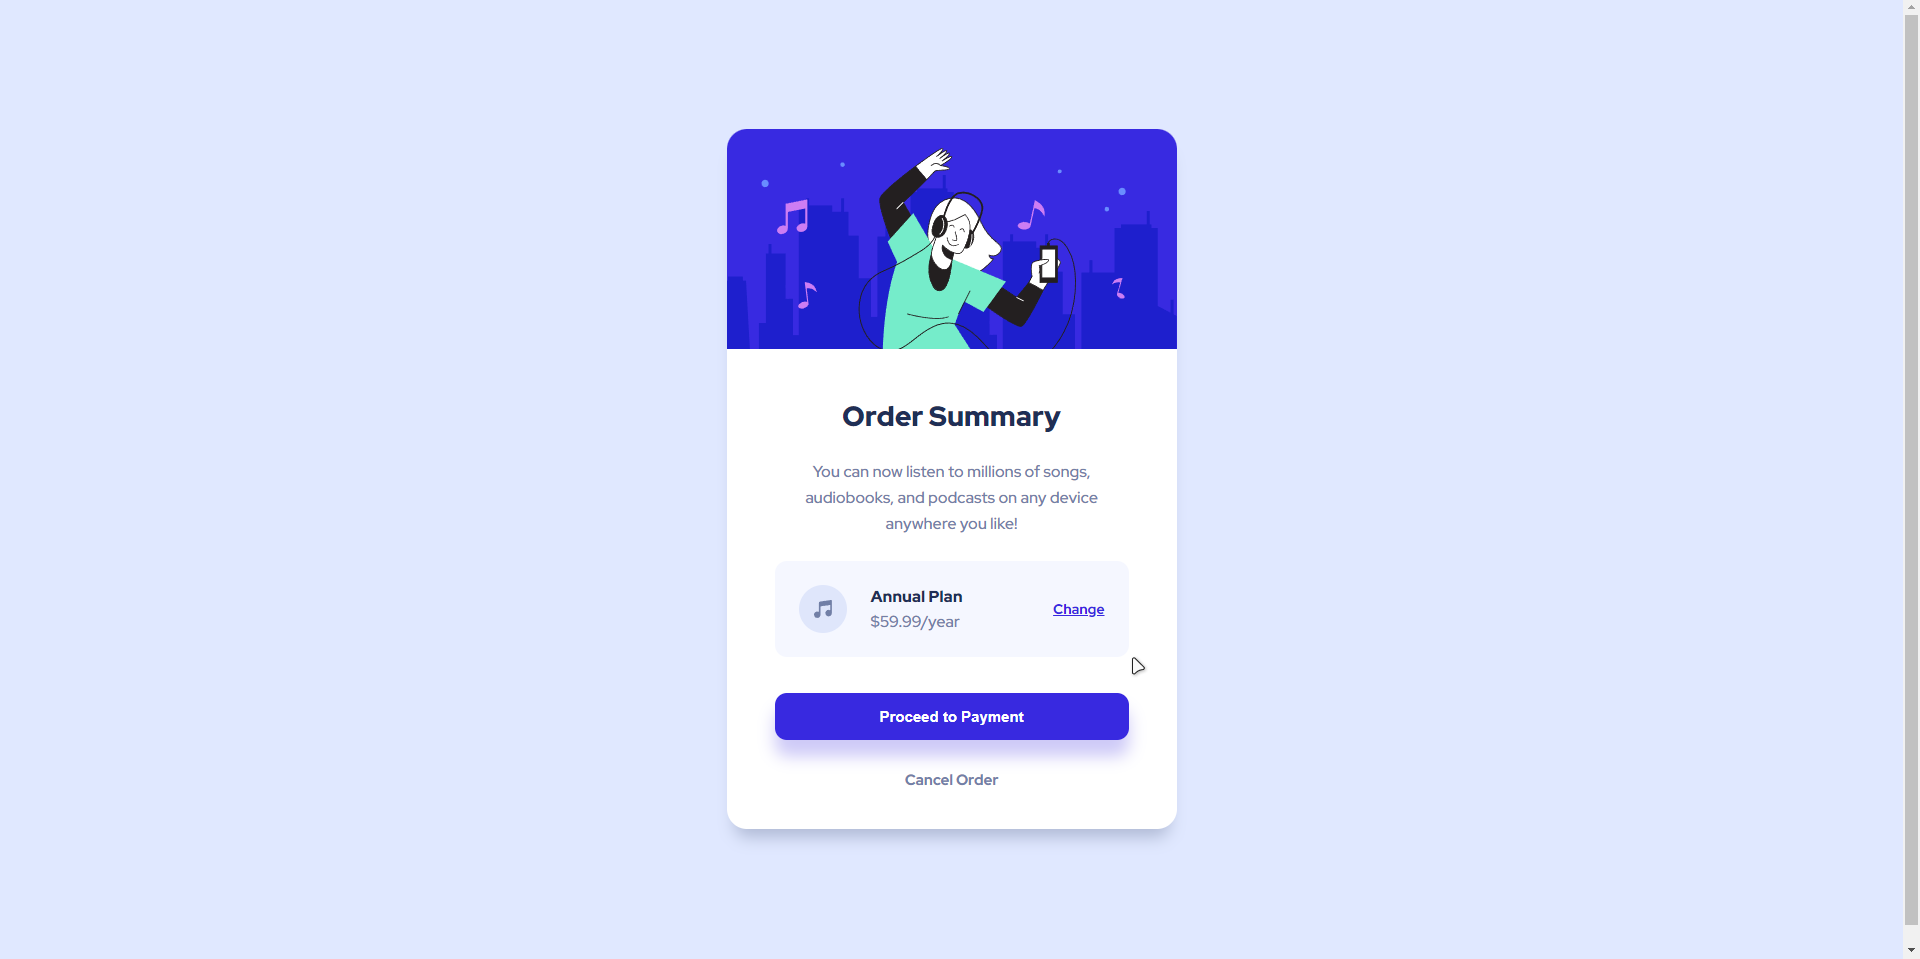 Order Summary
You can now listen to millions of songs,
audiobooks, and podcasts on any device
anywhere you like!
Annual Plan
$59.99/year
Change
Proceed to Payment
Cancel Order